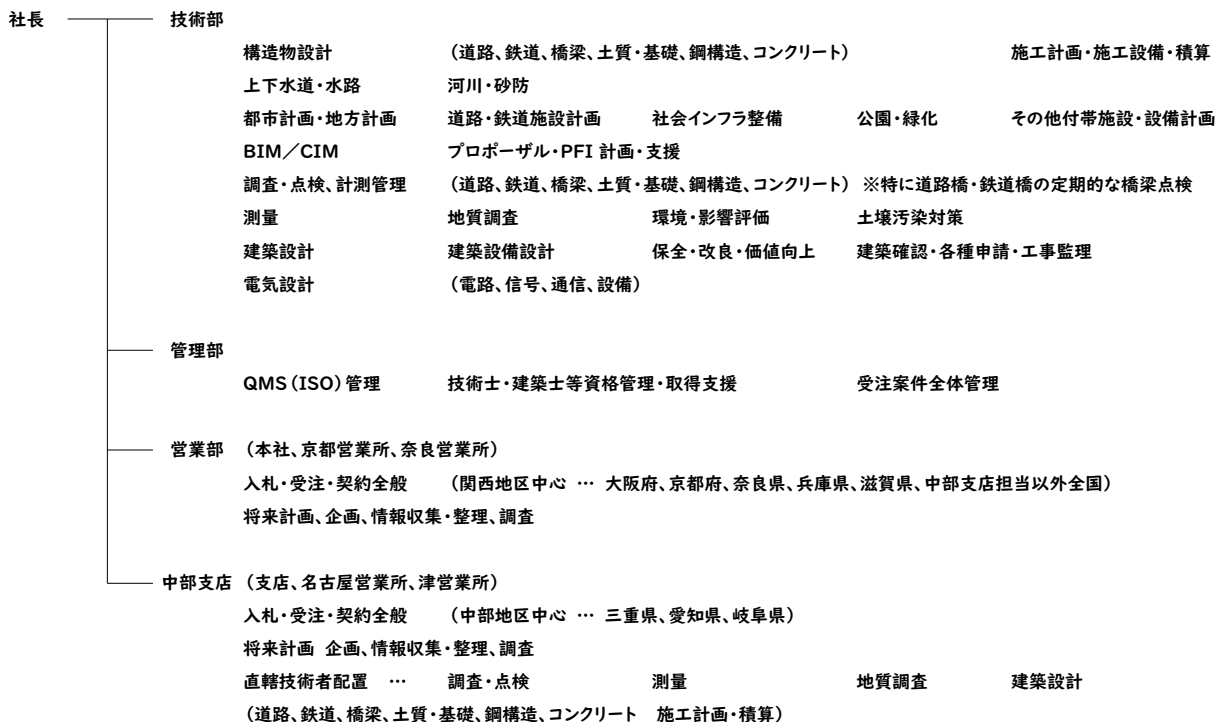 社長 技術部
構造物設計 （道路、鉄道、橋梁、土質・基礎、鋼構造、コンクリート） 施工計画・施工設備・積算
上下水道・水路 河川・砂防
都市計画・地方計画 道路・鉄道施設計画 社会インフラ整備 公園・緑化 その他付帯施設・設備計画
BIM／CIM プロポーザル・PFI 計画・支援
調査・点検、計測管理 （道路、鉄道、橋梁、土質・基礎、鋼構造、コンクリート） ※特に道路橋・鉄道橋の定期的な橋梁点検
測量 地質調査 環境・影響評価 土壌汚染対策
建築設計 建築設備設計 保全・改良・価値向上 建築確認・各種申請・工事監理
電気設計 （電路、信号、通信、設備）
管理部
QMS（ISO）管理 技術士・建築士等資格管理・取得支援 受注案件全体管理
営業部 （本社、京都営業所、奈良営業所）
入札・受注・契約全般 （関西地区中心 … 大阪府、京都府、奈良県、兵庫県、滋賀県、中部支店担当以外全国）
将来計画、企画、情報収集・整理、調査
中部支店 （支店、名古屋営業所、津営業所）
入札・受注・契約全般 （中部地区中心 … 三重県、愛知県、岐阜県）
将来計画 企画、情報収集・整理、調査
直轄技術者配置 … 調査・点検 測量 地質調査 建築設計
（道路、鉄道、橋梁、土質・基礎、鋼構造、コンクリート 施工計画・積算）